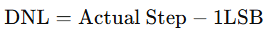 DNL = Actual Step − 1LSB